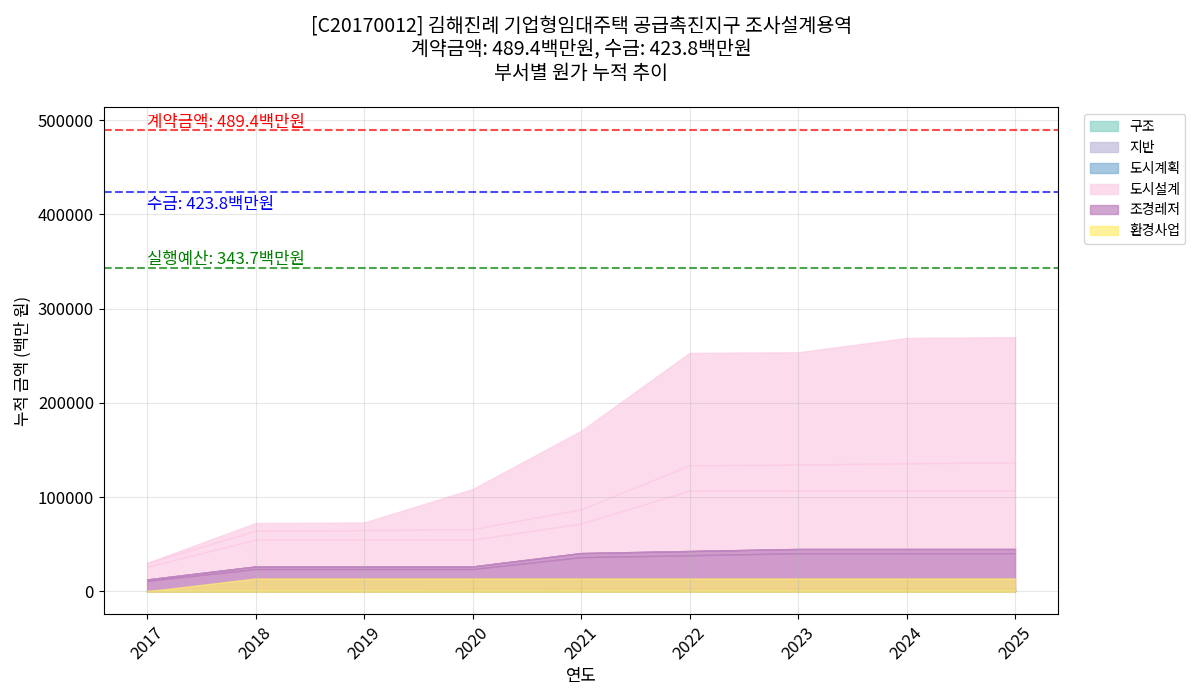 [C20170012] 김해진례 기업형임대주택 공급촉진지구 조사설계용역
계약금액: 489.4백만원, 수금: 423.8백만원
부서별 원가 누적 추이
500000
400000
300000
200000
100000
0
누적 금액 (백만 원)
계약금액: 489.4백만원
수금: 423.8백만원
실행예산: 343.7백만원
구조
지반
도시계획
도시설계
조경레저
환경사업
2017
2018
2019
2020
2021
2022
2023
2024
2025
연도